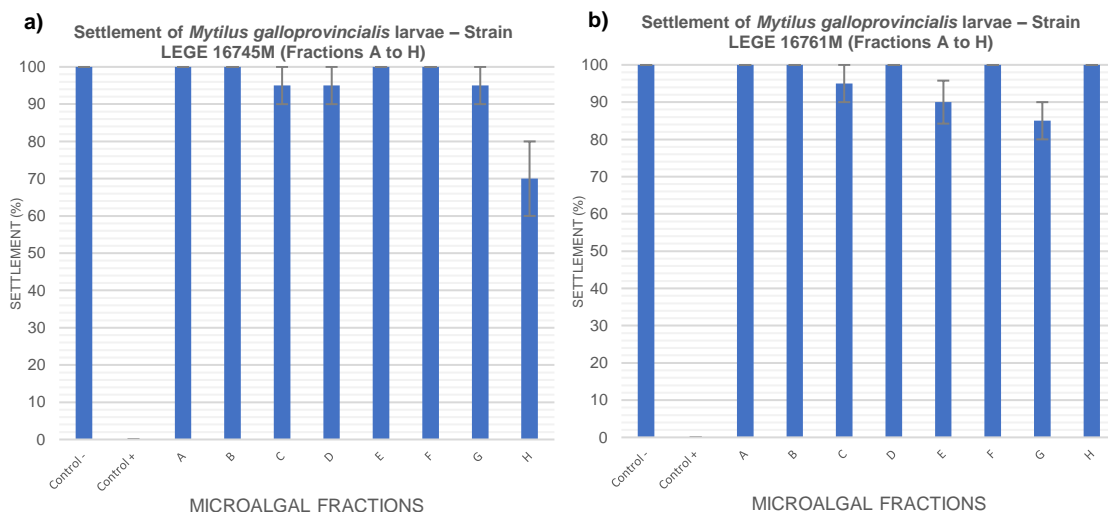 a)
Settlement of Mytilus galloprovincialis larvae – Strain
LEGE 16745M (Fractions A to H)
SETTLEMENT (%)
100
90
80
70
60
50
40
30
20
10
0
Control -
Control +
A
B
C
D
E
F
G
H
MICROALGAL FRACTIONS
b)
Settlement of Mytilus galloprovincialis larvae – Strain
LEGE 16761M (Fractions A to H)
SETTLEMENT (%)
100
90
80
70
60
50
40
30
20
10
0
Control -
Control +
A
B
C
D
E
F
G
H
MICROALGAL FRACTIONS